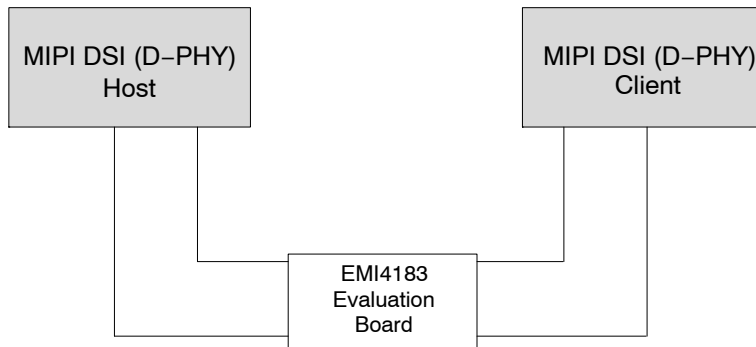 MIPI DSI (D−PHY)
Host
MIPI DSI (D−PHY)
Client
EMI4183
Evaluation
Board